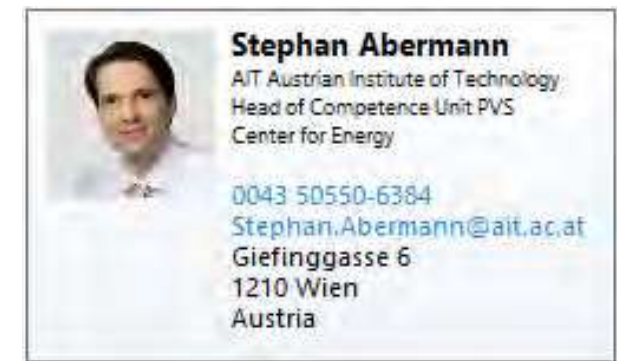 Stephan Abermann
AIT Austrian Institute of Technology
Head of Competence Unit PVS
Center for Energy
0043 50550-6384
Stephan.Abermann@ait.ac.at
Giefinggasse 6
1210 Wien
Austria